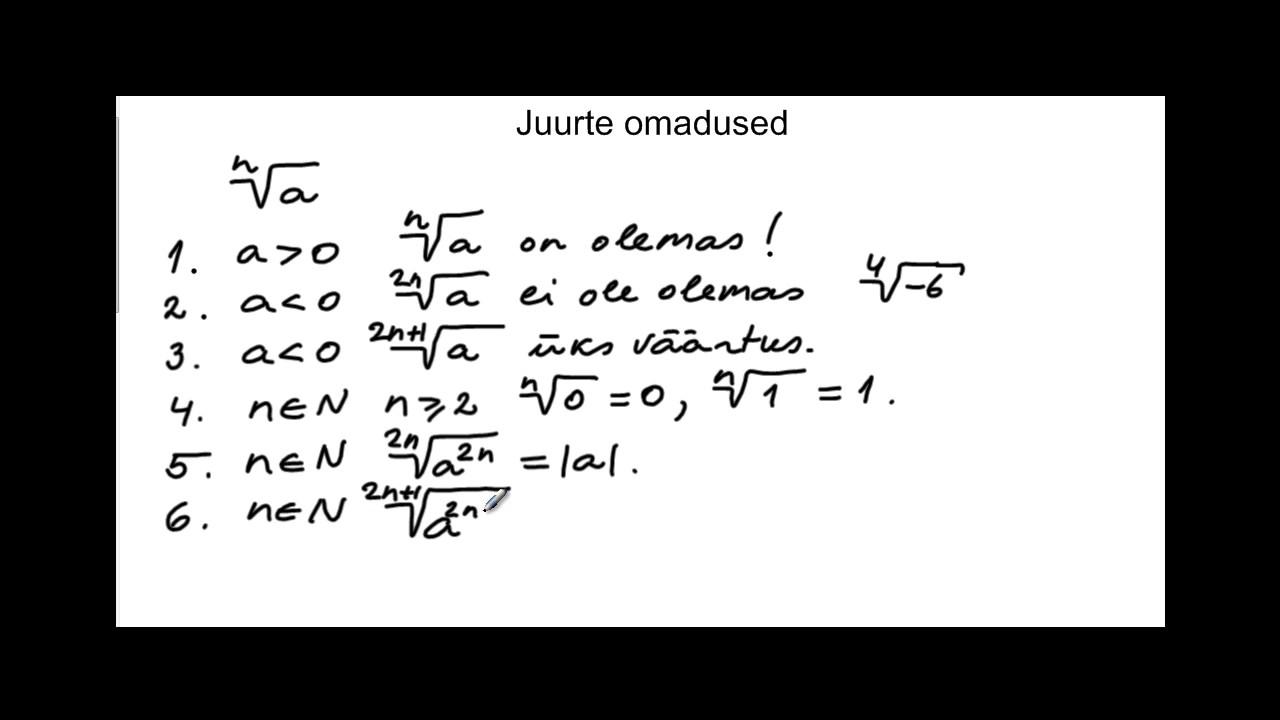 Juurte omadused
ⁿ√a
1. a > 0 ⁿ√a on olemas !
2. a < 0 ²ⁿ√a ei ole olemas ⁴√-6
3. a < 0 ²ⁿ⁺¹√a üks väärtus.
4. n ∈ N n ⩾ 2 ⁿ√0 = 0, ⁿ√1 = 1.
5. n ∈ N ²ⁿ√a²ⁿ = |a|.
6. n ∈ N ²ⁿ⁺¹√a²ⁿ